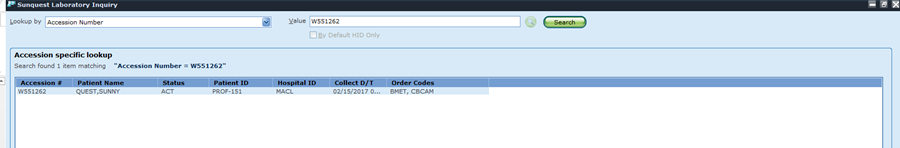 Sunquest Laboratory Inquiry
Lookup by Accession Number Value W551262 Search
By Default HID Only
Accession specific lookup
Search found 1 item matching "Accession Number = W551262"
Accession # Patient Name Status Patient ID Hospital ID Collect D/T Order Codes
W551262 QUEST,SUNNY ACT PROF-151 MACL 02/15/2017 0... BMET, CBCAM